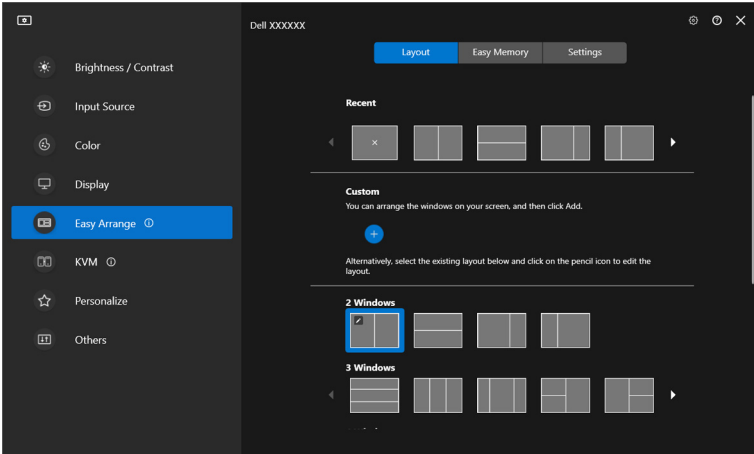 Dell XXXXXX
Brightness / Contrast
Input Source
Color
Display
Easy Arrange
KVM
Personalize
Others
Layout
Easy Memory
Settings
Recent
Custom
You can arrange the windows on your screen, and then click Add.
Alternatively, select the existing layout below and click on the pencil icon to edit the
layout.
2 Windows
3 Windows